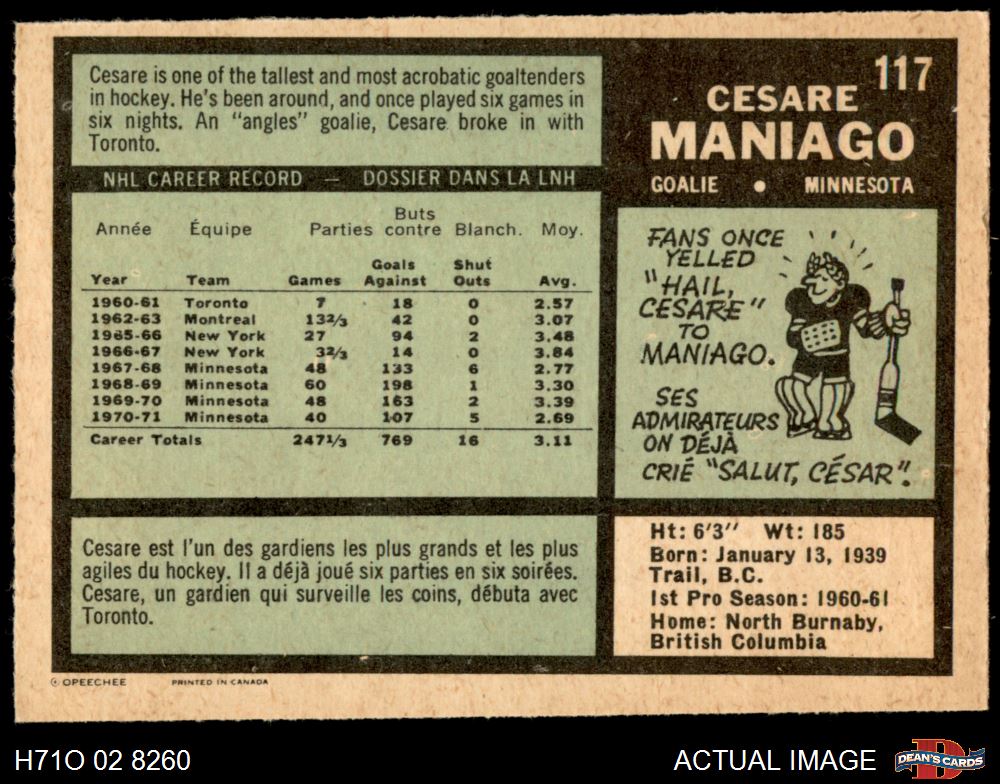 Cesare is one of the tallest and most acrobatic goaltenders
in hockey. He's been around, and once played six games in
six nights. An "angles" goalie, Cesare broke in with
Toronto.
NHL CAREER RECORD — DOSSIER DANS LA LNH
Année Équipe Parties Buts contre Blanch. Moy.
Year Team Games Goals Against Shut Outs Avg.
1960-61 Toronto 7 18 0 2.57
1962-63 Montreal 132/3 42 0 3.07
1965-66 New York 27 94 2 3.48
1966-67 New York 32/3 14 0 3.84
1967-68 Minnesota 48 133 6 2.77
1968-69 Minnesota 60 198 1 3.30
1969-70 Minnesota 48 163 2 3.39
1970-71 Minnesota 40 107 5 2.69
Career Totals 2471/3 769 16 3.11
Cesare est l'un des gardiens les plus grands et les plus
agiles du hockey. Il a déjà joué six parties en six soirées.
Cesare, un gardien qui surveille les coins, débuta avec
Toronto.
117
CESARE
MANIAGO
GOALIE • MINNESOTA
FANS ONCE
YELLED
"HAIL,
CESARE"
TO
MANIAGO.
SES
ADMIRATEURS
ON DÉJÀ
CRIÉ "SALUT, CÉSAR".
Ht: 6'3" Wt: 185
Born: January 13, 1939
Trail, B.C.
1st Pro Season: 1960-61
Home: North Burnaby,
British Columbia
© OPEECHEE PRINTED IN CANADA
H71O 02 8260
ACTUAL IMAGE
DEAN'S CARDS